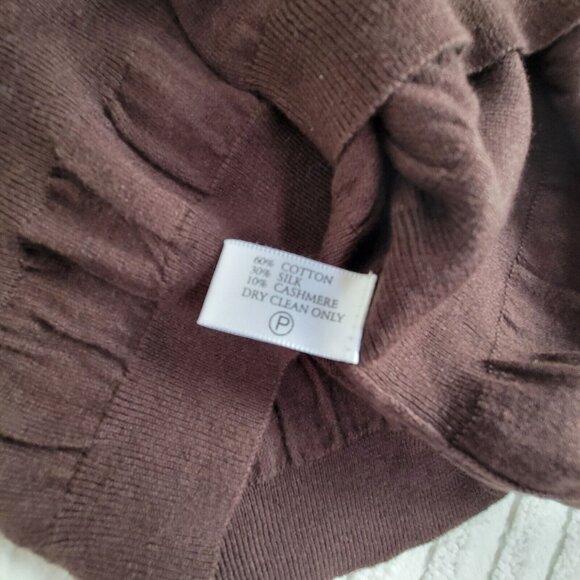 60% COTTON
30% SILK
10% CASHMERE
DRY CLEAN ONLY
P